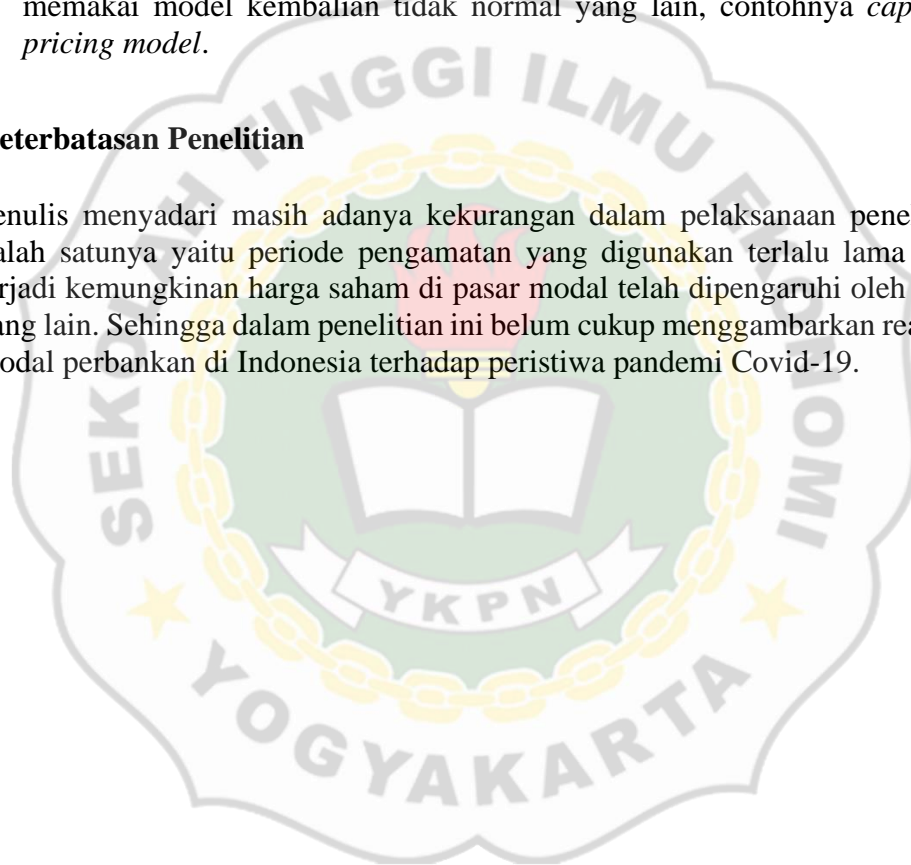 memakai model kembalian tidak normal yang lain, contohnya cap
pricing model.
eterbatasan Penelitian
enulis menyadari masih adanya kekurangan dalam pelaksanaan pene
alah satunya yaitu periode pengamatan yang digunakan terlalu lama
rjadi kemungkinan harga saham di pasar modal telah dipengaruhi oleh
ang lain. Sehingga dalam penelitian ini belum cukup menggambarkan rea
odal perbankan di Indonesia terhadap peristiwa pandemi Covid-19.
SEKOLAH TINGGI ILMU EKONOMI
YKPN
YOGYAKARTA